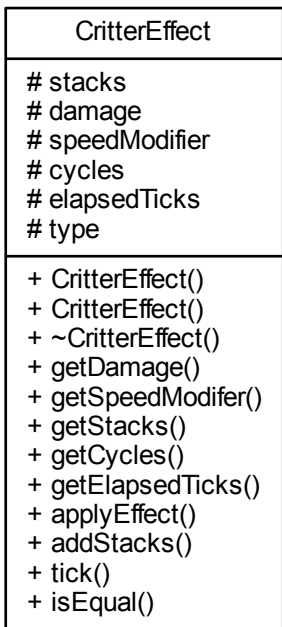 CritterEffect
# stacks
# damage
# speedModifier
# cycles
# elapsedTicks
# type
+ CritterEffect()
+ CritterEffect()
+ ~CritterEffect()
+ getDamage()
+ getSpeedModifer()
+ getStacks()
+ getCycles()
+ getElapsedTicks()
+ applyEffect()
+ addStacks()
+ tick()
+ isEqual()